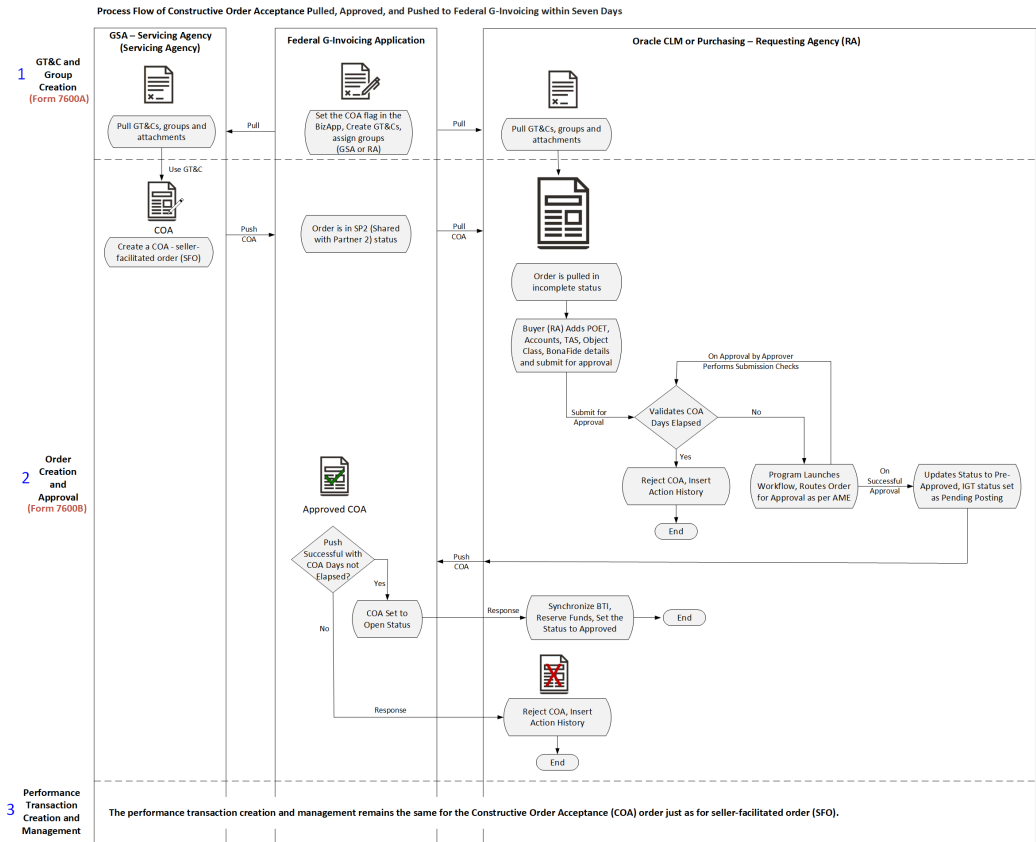 Process Flow of Constructive Order Acceptance Pulled, Approved, and Pushed to Federal G-Invoicing within Seven Days
GSA – Servicing Agency
(Servicing Agency)
Federal G-Invoicing Application
Oracle CLM or Purchasing – Requesting Agency (RA)
1
GT&C and
Group
Creation
(Form 7600A)
Pull GT&Cs, groups and
attachments
Pull
Set the COA flag in the
BizApp, Create GT&Cs,
assign groups
(GSA or RA)
Pull
Pull GT&Cs, groups and
attachments
Use GT&C
COA
Create a COA - seller-
facilitated order (SFO)
Push
COA
Order is in SP2 (Shared
with Partner 2) status
Pull
COA
Order is pulled in
incomplete status
Buyer (RA) Adds POET,
Accounts, TAS, Object
Class, BonaFide details
and submit for approval
On Approval by Approver
Performs Submission Checks
Submit for
Approval
Validates COA
Days Elapsed
No
Yes
2
Order
Creation
and
Approval
(Form 7600B)
Reject COA, Insert
Action History
End
Program Launches
Workflow, Routes Order
for Approval as per AME
On
Successful
Approval
Updates Status to Pre-
Approved, IGT status set
as Pending Posting
Approved COA
Push
Successful with
COA Days not
Elapsed?
Push
COA
Yes
No
COA Set to
Open Status
Response
Synchronize BTI,
Reserve Funds, Set the
Status to Approved
End
Response
Reject COA, Insert
Action History
End
3
Performance
Transaction
Creation and
Management
The performance transaction creation and management remains the same for the Constructive Order Acceptance (COA) order just as for seller-facilitated order (SFO).